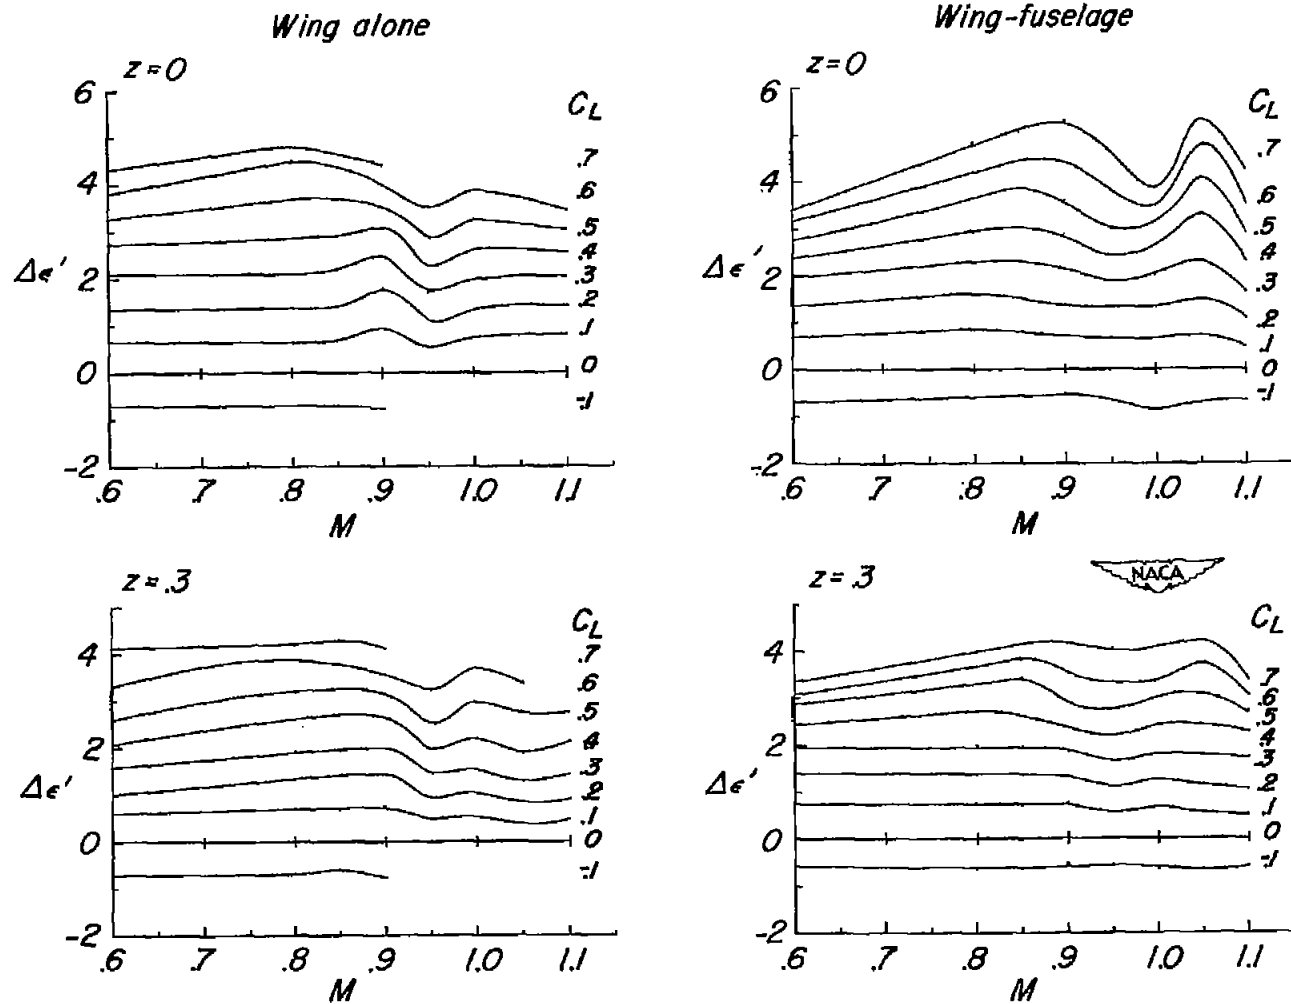 Wing alone
Wing-fuselage
z=0
6
C_L
4
Δε'
2
0
-2
.7
.6
.5
.4
.3
.2
.1
0
-.1
.6 .7 .8 .9 1.0 1.1
M
z=0
6
C_L
4
Δε'
2
0
-2
.7
.6
.5
.4
.3
.2
.1
0
-.1
.6 .7 .8 .9 1.0 1.1
M
z=.3
C_L
4
2
Δε'
0
-2
.7
.6
.5
.4
.3
.2
.1
0
-.1
.6 .7 .8 .9 1.0 1.1
M
z=.3
NACA
C_L
4
2
Δε'
0
-2
.7
.6
.5
.4
.3
.2
.1
0
-.1
.6 .7 .8 .9 1.0 1.1
M